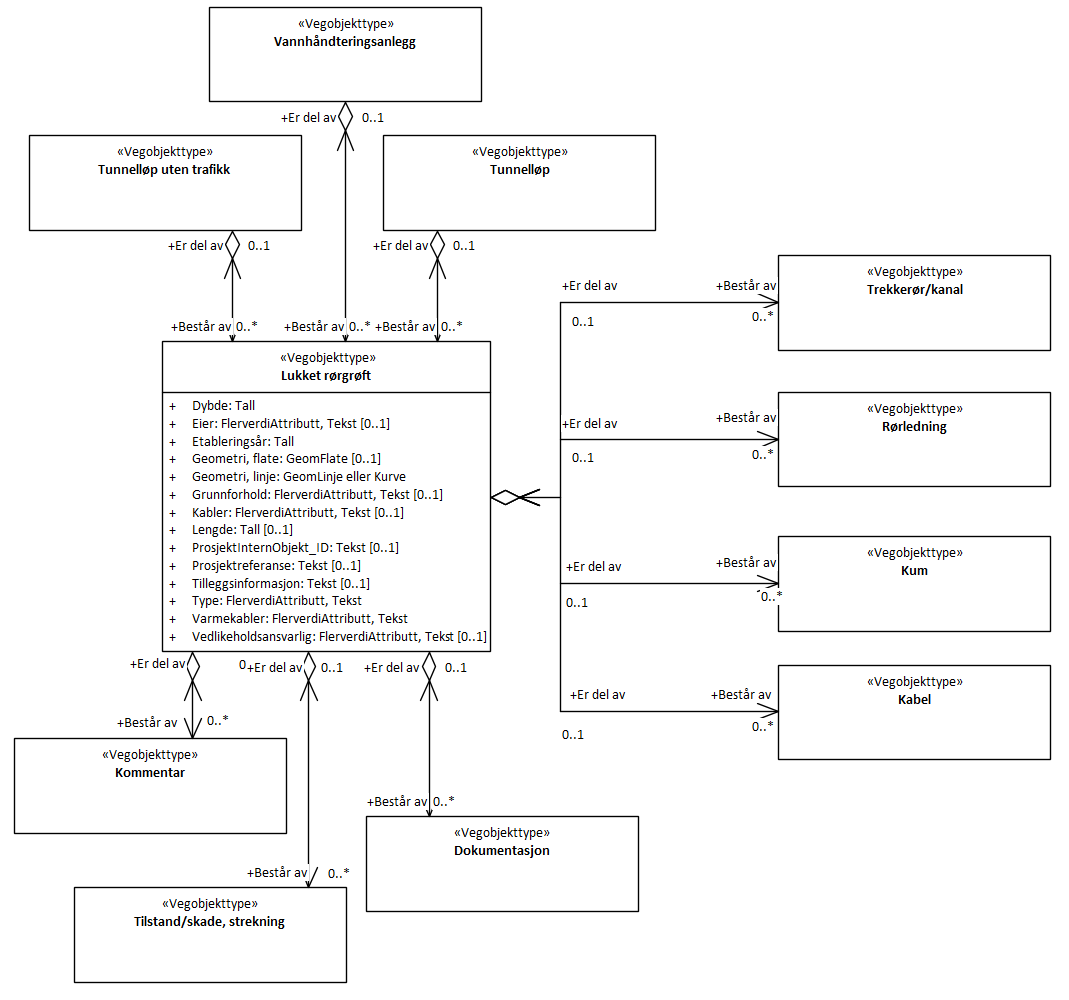 «Vegobjekttype»
Vannhåndteringsanlegg
+Er del av 0..1
«Vegobjekttype»
Tunnelløp uten trafikk
«Vegobjekttype»
Tunnelløp
+Er del av 0..1
+Er del av 0..1
+Består av 0..*
+Består av 0..*
+Består av 0..*
«Vegobjekttype»
Lukket rørgrøft
+ Dybde: Tall
+ Eier: FlerverdiAttributt, Tekst [0..1]
+ Etableringsår: Tall
+ Geometri, flate: GeomFlate [0..1]
+ Geometri, linje: GeomLinje eller Kurve
+ Grunnforhold: FlerverdiAttributt, Tekst [0..1]
+ Kabler: FlerverdiAttributt, Tekst [0..1]
+ Lengde: Tall [0..1]
+ ProsjektInternObjekt_ID: Tekst [0..1]
+ Prosjektreferanse: Tekst [0..1]
+ Tilleggsinformasjon: Tekst [0..1]
+ Type: FlerverdiAttributt, Tekst
+ Varmekabler: FlerverdiAttributt, Tekst
+ Vedlikeholdsansvarlig: FlerverdiAttributt, Tekst [0..1]
+Er del av +Består av
0..1 0..*
«Vegobjekttype»
Trekkerør/kanal
+Er del av +Består av
0..1 0..*
«Vegobjekttype»
Rørledning
+Er del av +Består av
0..1 0..*
«Vegobjekttype»
Kum
+Er del av +Består av
0..1 0..*
«Vegobjekttype»
Kabel
+Er del av 0
+Er del av 0..1
+Er del av 0..1
+Består av 0..*
«Vegobjekttype»
Kommentar
+Består av 0..*
«Vegobjekttype»
Dokumentasjon
+Består av 0..*
«Vegobjekttype»
Tilstand/skade, strekning